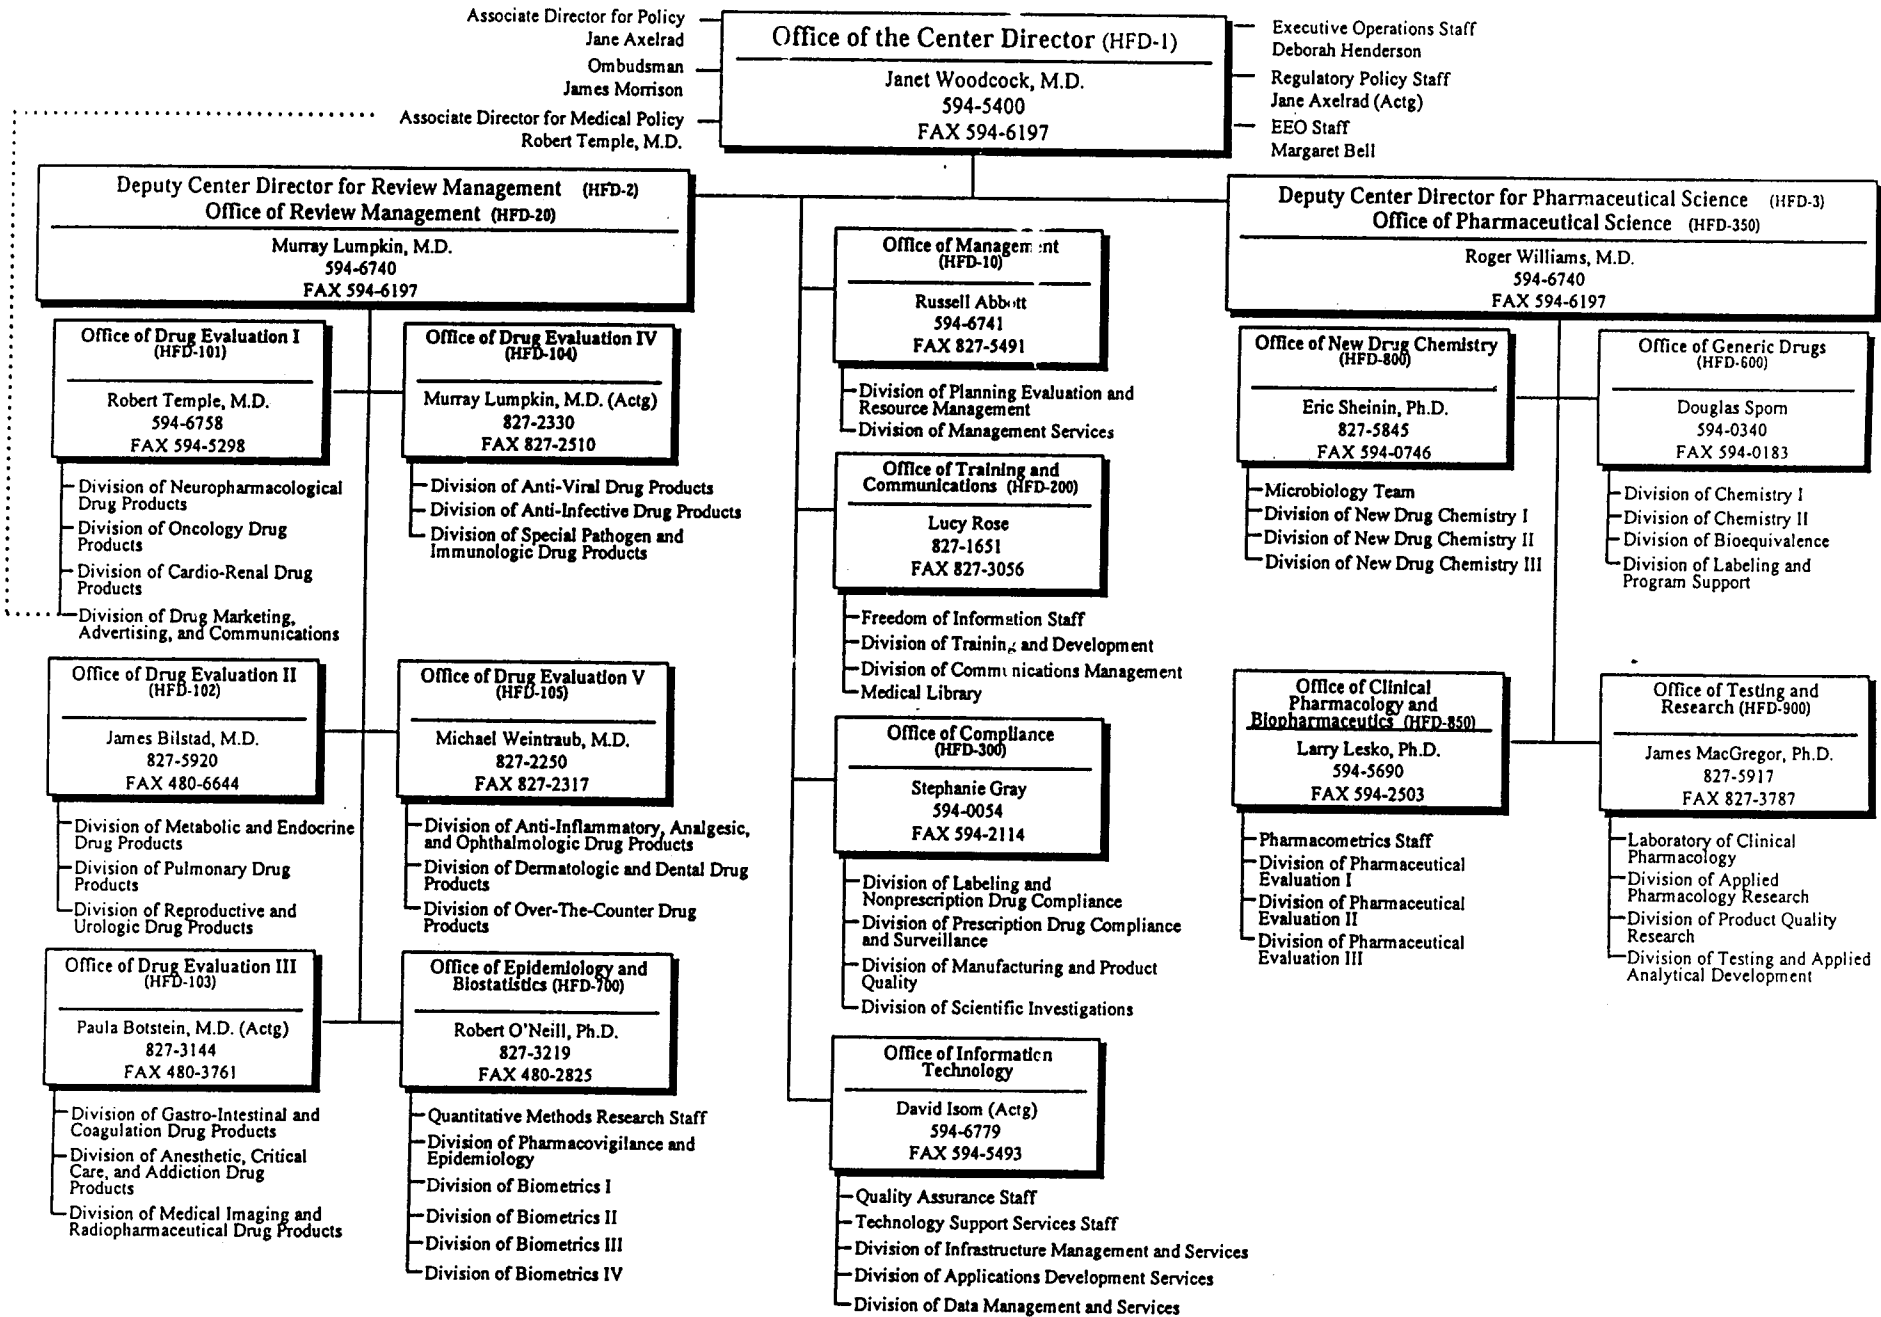 Associate Director for Policy
Jane Axelrad
Ombudsman
James Morrison
Associate Director for Medical Policy
Robert Temple, M.D.
Office of the Center Director (HFD-1)
Janet Woodcock, M.D.
594-5400
FAX 594-6197
Executive Operations Staff
Deborah Henderson
Regulatory Policy Staff
Jane Axelrad (Actg)
EEO Staff
Margaret Bell
Deputy Center Director for Review Management (HFD-2)
Office of Review Management (HFD-20)
Murray Lumpkin, M.D.
594-6740
FAX 594-6197
Office of Drug Evaluation I
(HFD-101)
Robert Temple, M.D.
594-6758
FAX 594-5298
Division of Neuropharmacological
Drug Products
Division of Oncology Drug
Products
Division of Cardio-Renal Drug
Products
Division of Drug Marketing,
Advertising, and Communications
Office of Drug Evaluation IV
(HFD-104)
Murray Lumpkin, M.D. (Actg)
827-2330
FAX 827-2510
Division of Anti-Viral Drug Products
Division of Anti-Infective Drug Products
Division of Special Pathogen and
Immunologic Drug Products
Office of Drug Evaluation II
(HFD-102)
James Bilstad, M.D.
827-5920
FAX 480-6644
Division of Metabolic and Endocrine
Drug Products
Division of Pulmonary Drug
Products
Division of Reproductive and
Urologic Drug Products
Office of Drug Evaluation V
(HFD-105)
Michael Weintraub, M.D.
827-2250
FAX 827-2317
Division of Anti-Inflammatory, Analgesic,
and Ophthalmologic Drug Products
Division of Dermatologic and Dental Drug
Products
Division of Over-The-Counter Drug
Products
Office of Drug Evaluation III
(HFD-103)
Paula Botstein, M.D. (Actg)
827-3144
FAX 480-3761
Division of Gastro-Intestinal and
Coagulation Drug Products
Division of Anesthetic, Critical
Care, and Addiction Drug
Products
Division of Medical Imaging and
Radiopharmaceutical Drug Products
Office of Epidemiology and
Biostatistics (HFD-700)
Robert O'Neill, Ph.D.
827-3219
FAX 480-2825
Quantitative Methods Research Staff
Division of Pharmacovigilance and
Epidemiology
Division of Biometrics I
Division of Biometrics II
Division of Biometrics III
Division of Biometrics IV
Office of Management
(HFD-10)
Russell Abbott
594-6741
FAX 827-5491
Division of Planning Evaluation and
Resource Management
Division of Management Services
Office of Training and
Communications (HFD-200)
Lucy Rose
827-1651
FAX 827-3056
Freedom of Information Staff
Division of Training and Development
Division of Communications Management
Medical Library
Office of Compliance
(HFD-300)
Stephanie Gray
594-0054
FAX 594-2114
Division of Labeling and
Nonprescription Drug Compliance
Division of Prescription Drug Compliance
and Surveillance
Division of Manufacturing and Product
Quality
Division of Scientific Investigations
Office of Information
Technology
David Isom (Actg)
594-6779
FAX 594-5493
Quality Assurance Staff
Technology Support Services Staff
Division of Infrastructure Management and Services
Division of Applications Development Services
Division of Data Management and Services
Deputy Center Director for Pharmaceutical Science (HFD-3)
Office of Pharmaceutical Science (HFD-350)
Roger Williams, M.D.
594-6740
FAX 594-6197
Office of New Drug Chemistry
(HFD-800)
Eric Sheinin, Ph.D.
827-5845
FAX 594-0746
Microbiology Team
Division of New Drug Chemistry I
Division of New Drug Chemistry II
Division of New Drug Chemistry III
Office of Generic Drugs
(HFD-600)
Douglas Sporn
594-0340
FAX 594-0183
Division of Chemistry I
Division of Chemistry II
Division of Bioequivalence
Division of Labeling and
Program Support
Office of Clinical
Pharmacology and
Biopharmaceutics (HFD-850)
Larry Lesko, Ph.D.
594-5690
FAX 594-2503
Pharmacometrics Staff
Division of Pharmaceutical
Evaluation I
Division of Pharmaceutical
Evaluation II
Division of Pharmaceutical
Evaluation III
Office of Testing and
Research (HFD-900)
James MacGregor, Ph.D.
827-5917
FAX 827-3787
Laboratory of Clinical
Pharmacology
Division of Applied
Pharmacology Research
Division of Product Quality
Research
Division of Testing and Applied
Analytical Development